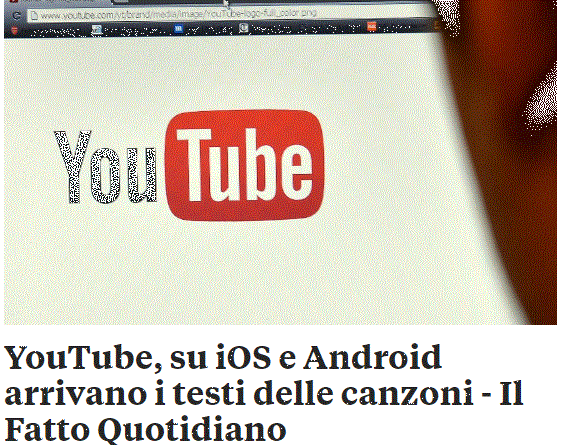 www.youtube.com/yt/brand/media/image/YouTube-logo-full_color.png
YouTube
YouTube, su iOS e Android
arrivano i testi delle canzoni - Il
Fatto Quotidiano